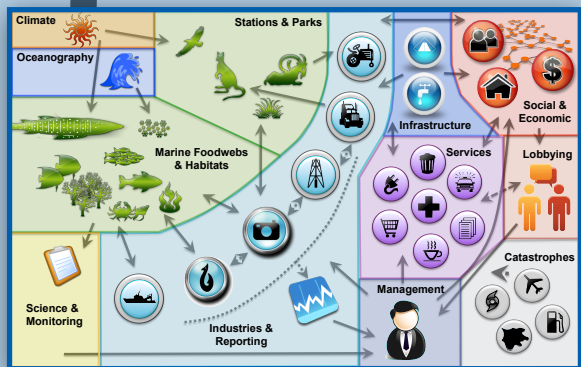 Climate
Stations & Parks
Oceanography
Infrastructure
Social &
Economic
Marine Foodwebs
& Habitats
Services
Lobbying
Catastrophes
Science &
Monitoring
Industries &
Reporting
Management
$